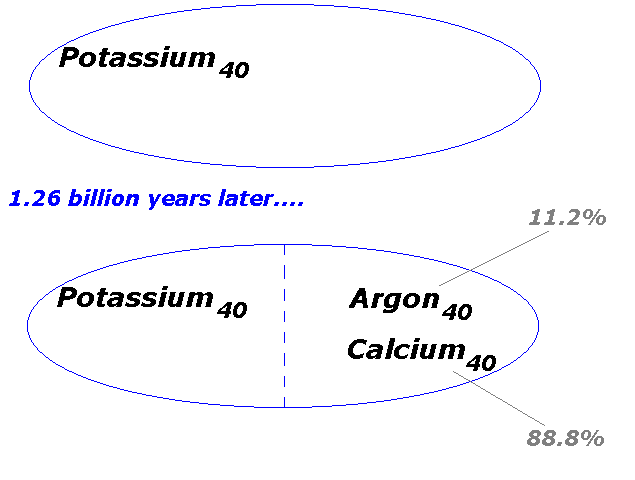 Potassium40
1.26 billion years later....
11.2%
Potassium40
Argon40
Calcium40
88.8%